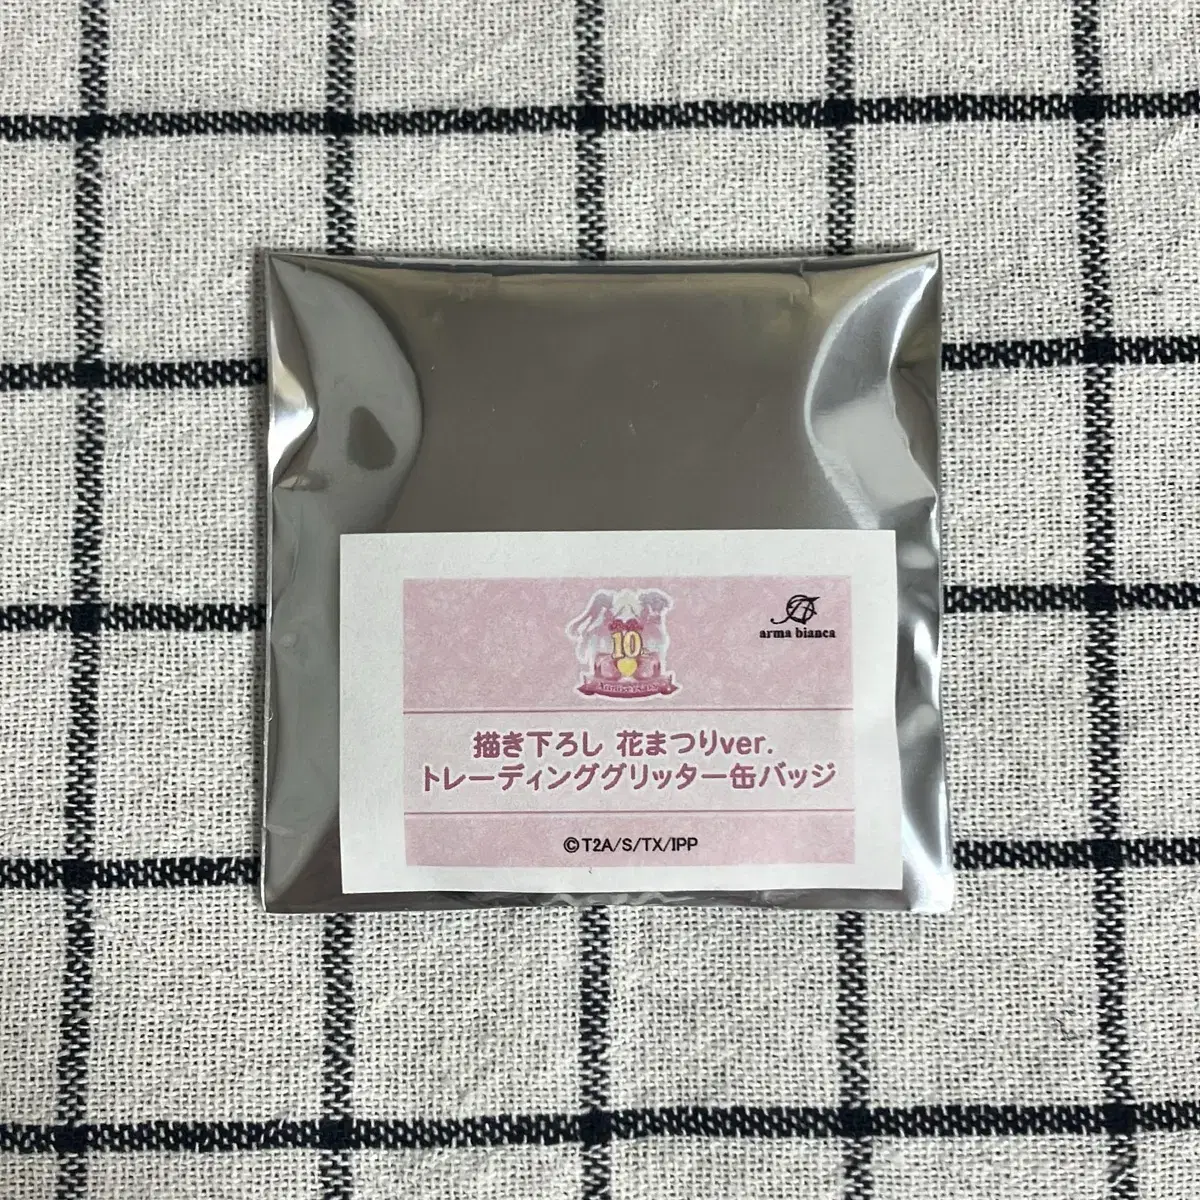 10th
Anniversary
arma bianca
描き下ろし 花まつりver.
トレーディンググリッター缶バッジ
©T2A/S/TX/IPP